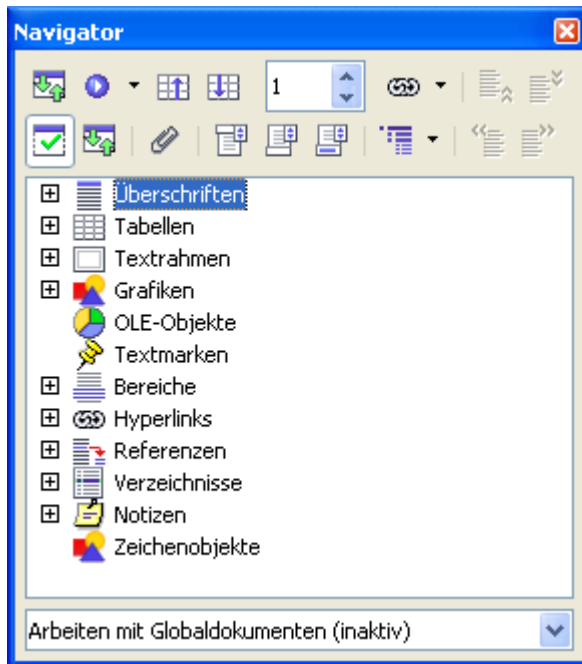 Navigator
1
Überschriften
Tabellen
Textrahmen
Grafiken
OLE-Objekte
Textmarken
Bereiche
Hyperlinks
Referenzen
Verzeichnisse
Notizen
Zeichenobjekte
Arbeiten mit Globaldokumenten (inaktiv)